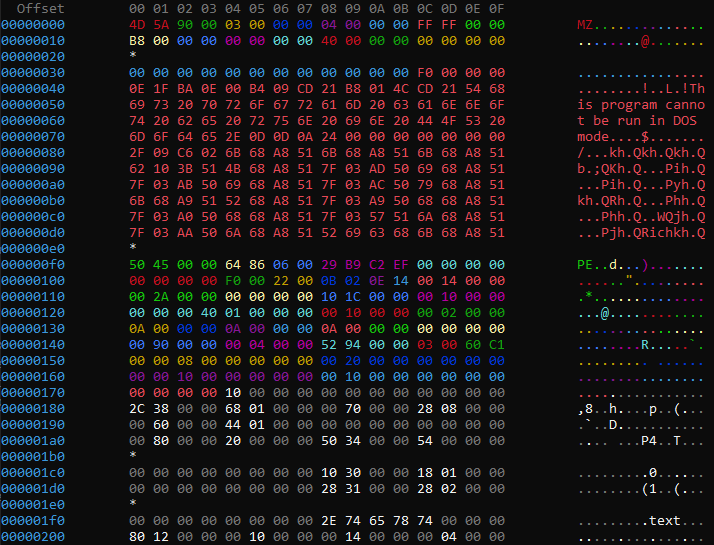 Offset 00 01 02 03 04 05 06 07 08 09 0A 0B 0C 0D 0E 0F
00000000 4D 5A 90 00 03 00 00 00 04 00 00 00 FF FF 00 00 MZ..............
00000010 B8 00 00 00 00 00 00 00 40 00 00 00 00 00 00 00 ........@.......
00000020 *
00000030 00 00 00 00 00 00 00 00 00 00 00 00 F0 00 00 00 ................
00000040 0E 1F BA 0E 00 B4 09 CD 21 B8 01 4C CD 21 54 68 ........!..L.!Th
00000050 69 73 20 70 72 6F 67 72 61 6D 20 63 61 6E 6E 6F is program canno
00000060 74 20 62 65 20 72 75 6E 20 69 6E 20 44 4F 53 20 t be run in DOS
00000070 6D 6F 64 65 2E 0D 0D 0A 24 00 00 00 00 00 00 00 mode....$.......
00000080 2F 09 C6 02 6B 68 A8 51 6B 68 A8 51 6B 68 A8 51 /...kh.Qkh.Qkh.Q
00000090 62 10 3B 51 4B 68 A8 51 7F 03 AD 50 69 68 A8 51 b.;QKh.Q...Pih.Q
000000a0 7F 03 AB 50 69 68 A8 51 7F 03 AC 50 79 68 A8 51 ...Pih.Q...Pyh.Q
000000b0 6B 68 A9 51 52 68 A8 51 7F 03 A9 50 68 68 A8 51 kh.QRh.Q...Phh.Q
000000c0 7F 03 A0 50 68 68 A8 51 7F 03 57 51 6A 68 A8 51 ...Phh.Q..WQjh.Q
000000d0 7F 03 AA 50 6A 68 A8 51 52 69 63 68 6B 68 A8 51 ...Pjh.QRichkh.Q
000000e0 *
000000f0 50 45 00 00 64 86 06 00 29 B9 C2 EF 00 00 00 00 PE..d...).......
00000100 00 00 00 00 F0 00 22 00 0B 02 0E 14 00 14 00 00 ......".........
00000110 00 2A 00 00 00 00 00 00 10 1C 00 00 00 10 00 00 .*..............
00000120 00 00 00 40 01 00 00 00 00 10 00 00 00 02 00 00 ...@............
00000130 0A 00 00 00 0A 00 00 00 0A 00 00 00 00 00 00 00 ................
00000140 00 90 00 00 00 04 00 00 52 94 00 00 03 00 60 C1 ........R.....`.
00000150 00 00 08 00 00 00 00 00 00 20 00 00 00 00 00 00 ......... ......
00000160 00 00 10 00 00 00 00 00 00 10 00 00 00 00 00 00 ................
00000170 00 00 00 00 10 00 00 00 00 00 00 00 00 00 00 00 ................
00000180 2C 38 00 00 68 01 00 00 00 70 00 00 28 08 00 00 ,8..h....p..(...
00000190 00 60 00 00 44 01 00 00 00 00 00 00 00 00 00 00 .`..D...........
000001a0 00 80 00 00 20 00 00 00 50 34 00 00 54 00 00 00 .... ...P4..T...
000001b0 *
000001c0 00 00 00 00 00 00 00 00 10 30 00 00 18 01 00 00 .........0......
000001d0 00 00 00 00 00 00 00 00 28 31 00 00 28 02 00 00 ........(1..(...
000001e0 *
000001f0 00 00 00 00 00 00 00 00 2E 74 65 78 74 00 00 00 .........text...
00000200 80 12 00 00 00 10 00 00 00 14 00 00 00 04 00 00 ................